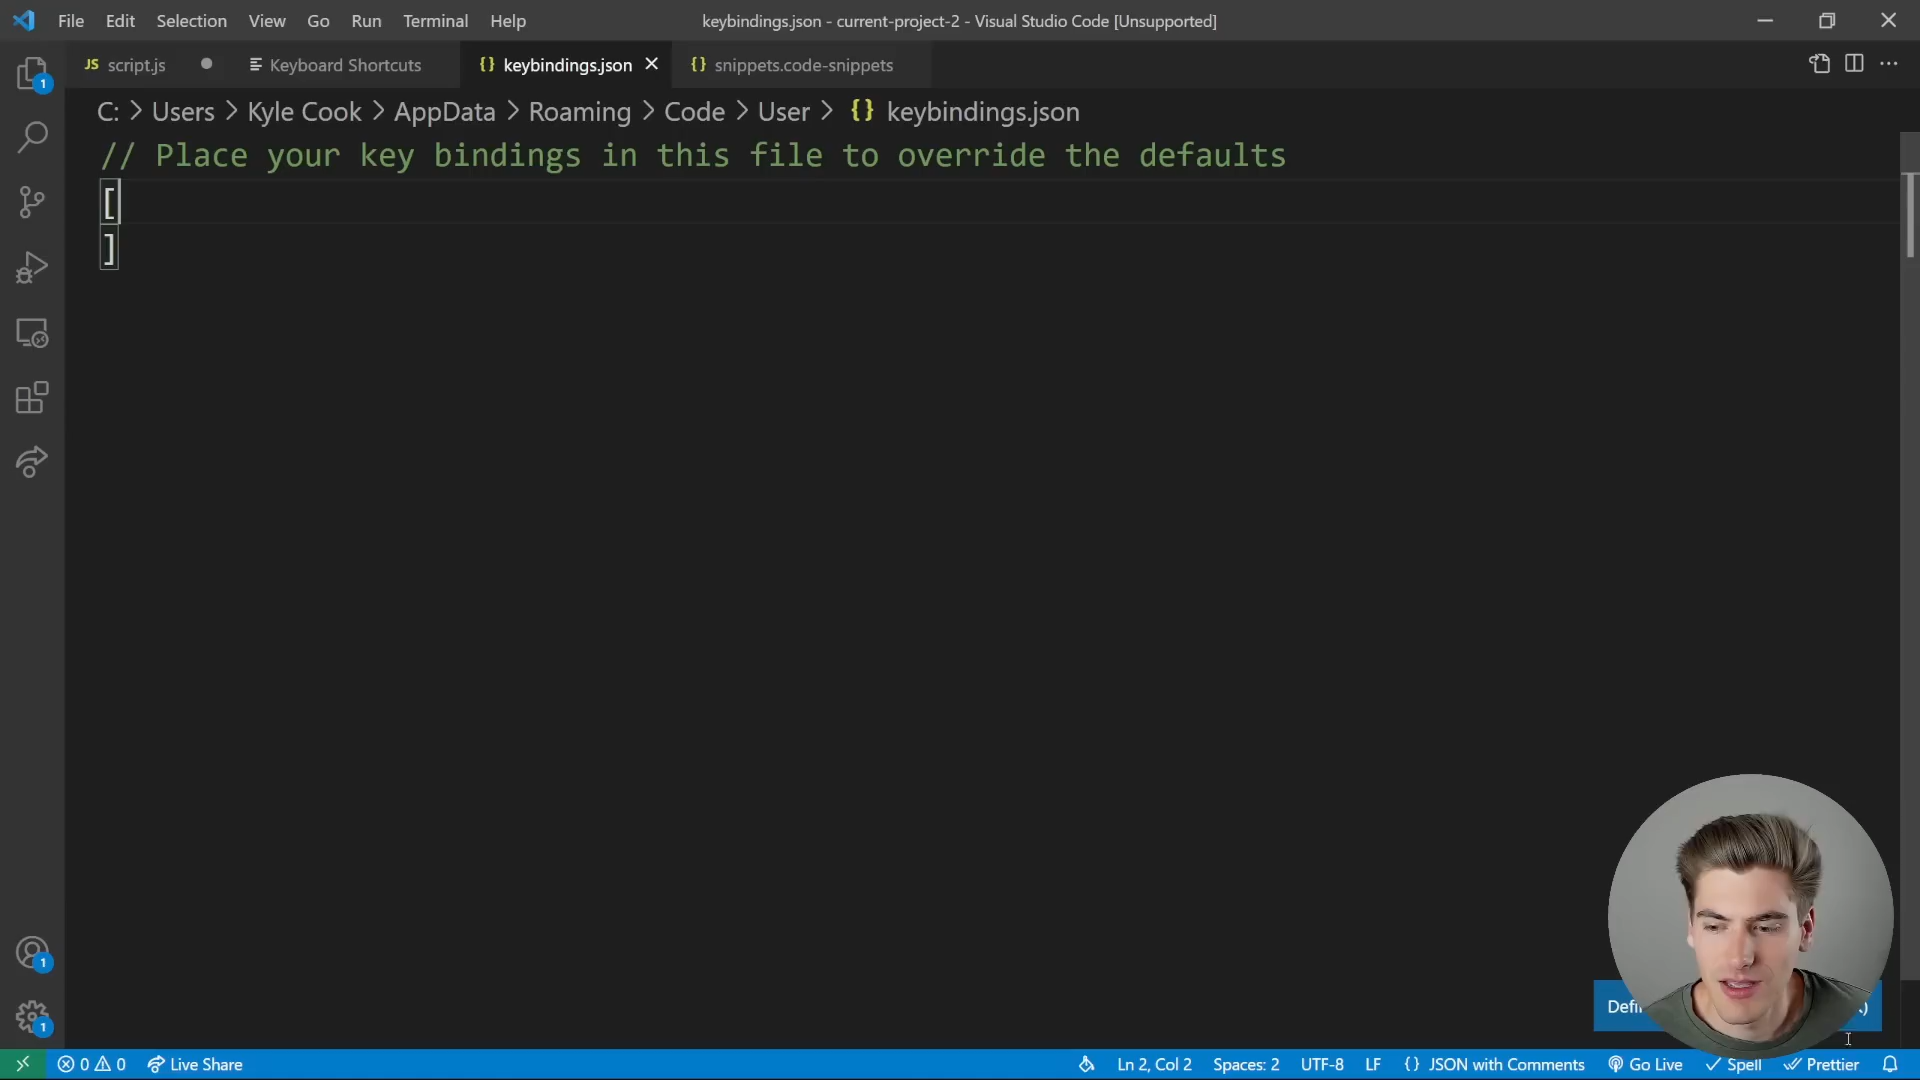 File Edit Selection View Go Run Terminal Help keybindings.json - current-project-2 - Visual Studio Code [Unsupported]
JS script.js Keyboard Shortcuts {} keybindings.json {} snippets.code-snippets
C: > Users > Kyle Cook > AppData > Roaming > Code > User > {} keybindings.json
// Place your key bindings in this file to override the defaults
[
]
1
1
1
0 0 Live Share Ln 2, Col 2 Spaces: 2 UTF-8 LF {} JSON with Comments Go Live Spell Prettier